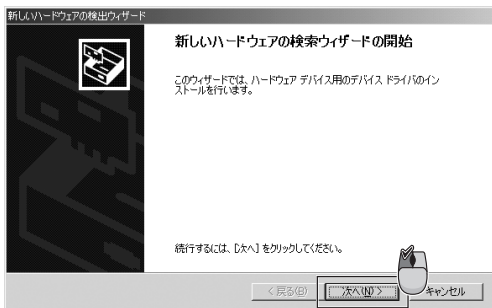 新しいハードウェアの検出ウィザード
新しいハードウェアの検索ウィザードの開始
このウィザードでは、ハードウェア デバイス用のデバイス ドライバのイン
ストールを行います。
続行するには、[次へ] をクリックしてください。
< 戻る(B) 次へ(N) > キャンセル